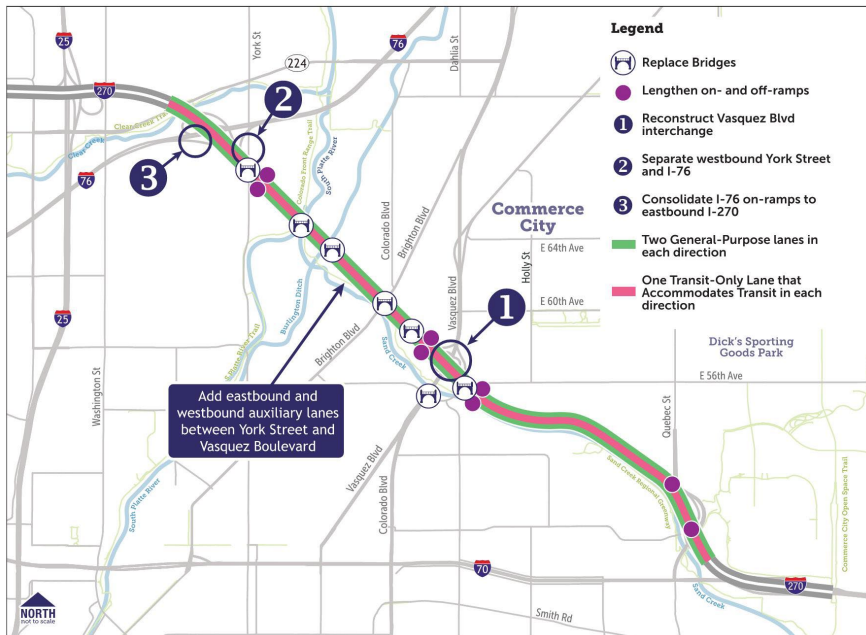 Legend
Replace Bridges
Lengthen on- and off-ramps
1
Reconstruct Vasquez Blvd
interchange
2
Separate westbound York Street
and I-76
3
Consolidate I-76 on-ramps to
eastbound I-270
Two General-Purpose lanes in
each direction
One Transit-Only Lane that
Accommodates Transit in each
direction
25
York St
224
76
Dahlia St
270
Clear Creek Trail
Clear Creek
2
3
76
Colorado Front Range Trail
South Platte River
Colorado Blvd
Brighton Blvd
Commerce
City
E 64th Ave
Holly St
Vasquez Blvd
E 60th Ave
1
25
Burlington Ditch
S Platte River Trail
Brighton Blvd
Sand Creek
Dick's Sporting
Goods Park
E 56th Ave
Washington St
Add eastbound and
westbound auxiliary lanes
between York Street and
Vasquez Boulevard
Quebec St
Vasquez Blvd
Colorado Blvd
South Platte River
Sand Creek Regional Greenway
Commerce City Open Space Trail
70
270
Sand Creek
Smith Rd
NORTH
not to scale